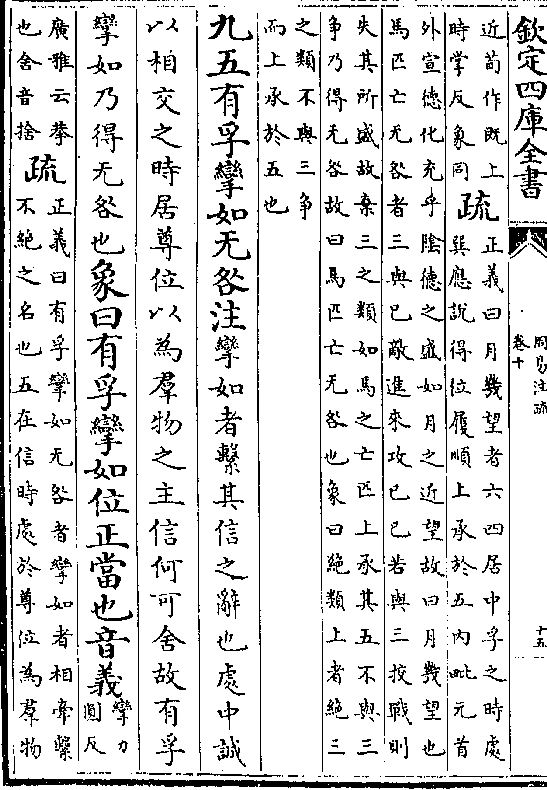 欽定四庫全書
周易注疏
卷十
十五
近荀作既上
時掌反象同
疏
正義曰月幾望者六四居中孚之時處
巽應說得位履順上承於五內毗元首
外宣德化充乎陰德之盛如月之近望故曰月幾望也
馬匹亡无咎者三與已敵進來攻已已若與三挍戰則
失其所盛故棄三之類如馬之亡匹上承其五不與三
爭乃得无咎故曰馬匹亡无咎也象曰絶類上者絶三
之類不與三爭
而上承於五也
九五有孚攣如无咎注攣如者繫其信之辭也處中誠
以相交之時居尊位以為羣物之主信何可舍故有孚
攣如乃得无咎也象曰有孚攣如位正當也音義
攣力
圓反
廣雅云拳
也舍音捨
疏
正義曰有孚攣如无咎者攣如者相牽繫
不絶之名也五在信時處於尊位為羣物